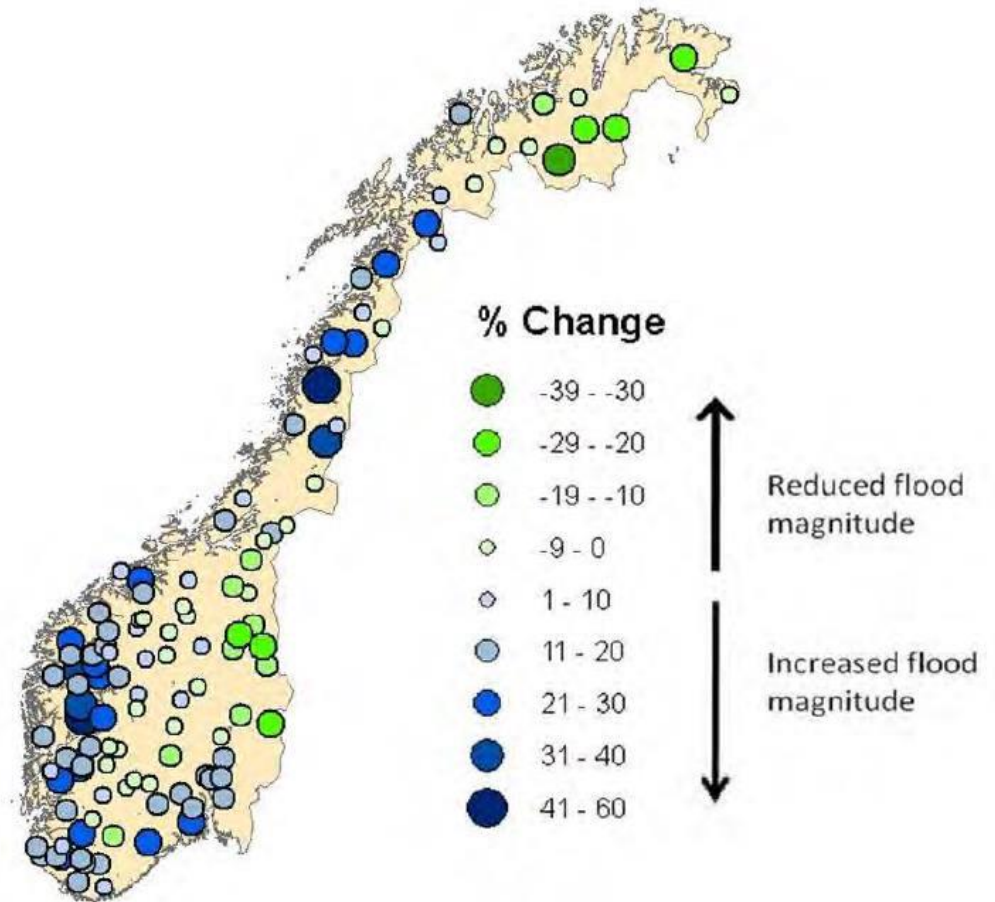 % Change
-39 - -30
-29 - -20
-19 - -10
-9 - 0
1 - 10
11 - 20
21 - 30
31 - 40
41 - 60
Reduced flood
magnitude
Increased flood
magnitude